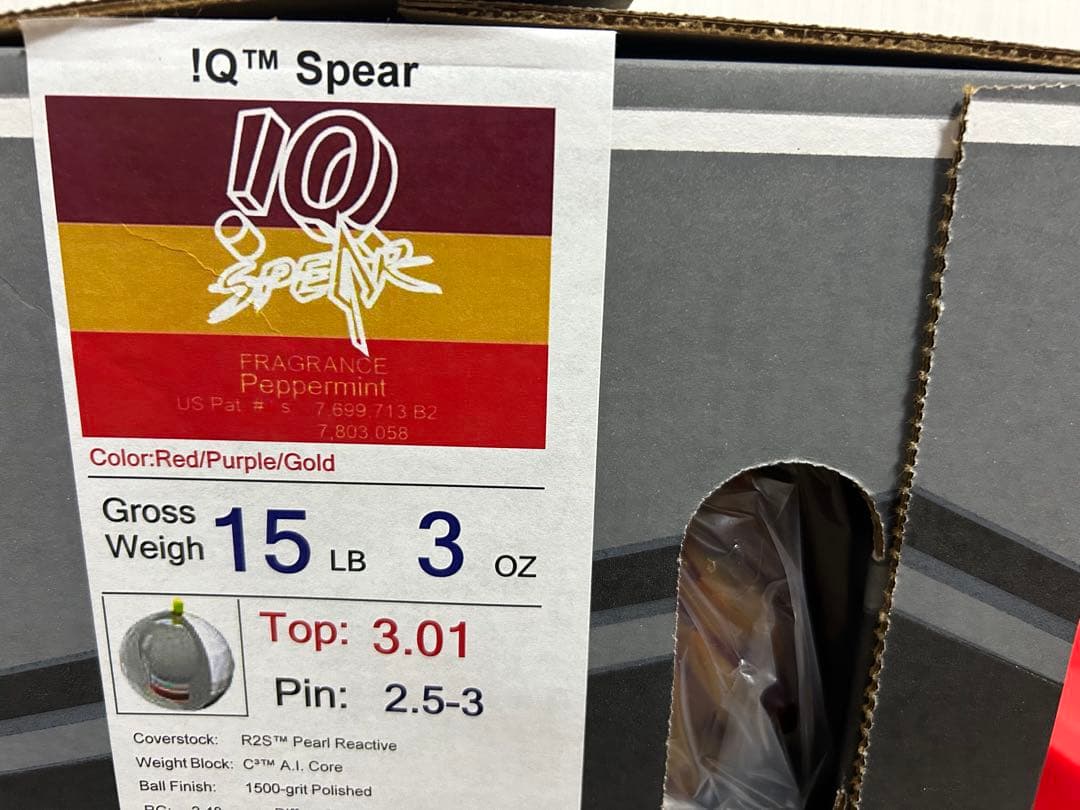 !Q™ Spear
!Q
SPEAR
FRAGRANCE
Peppermint
US Pat # ' s 7,699,713 B2
7,803,058
Color:Red/Purple/Gold
Gross
Weigh 15 LB 3 OZ
Top: 3.01
Pin: 2.5-3
Coverstock: R2S™ Pearl Reactive
Weight Block: C³™ A.I. Core
Ball Finish: 1500-grit Polished